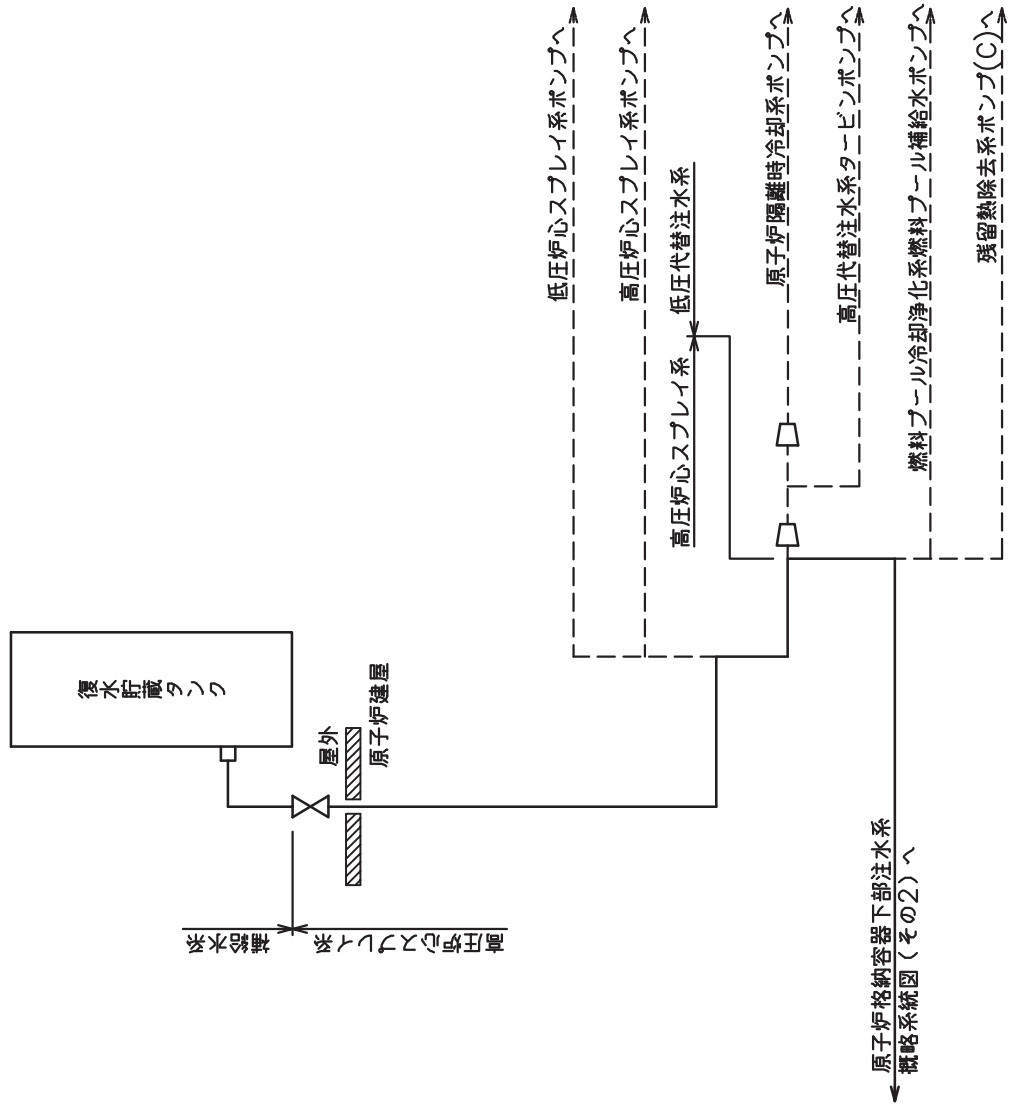 復水貯蔵タンク
屋外
原子炉建屋
補給水系
高圧炉心スプレイ系
低圧炉心スプレイ系ポンプへ
高圧炉心スプレイ系ポンプへ
高圧炉心スプレイ系
低圧代替注水系
原子炉隔離時冷却系ポンプへ
高圧代替注水系タービンポンプへ
燃料プール冷却浄化系燃料プール補給水ポンプへ
残留熱除去系ポンプ(C)へ
原子炉格納容器下部注水系
概略系統図(その2)へ